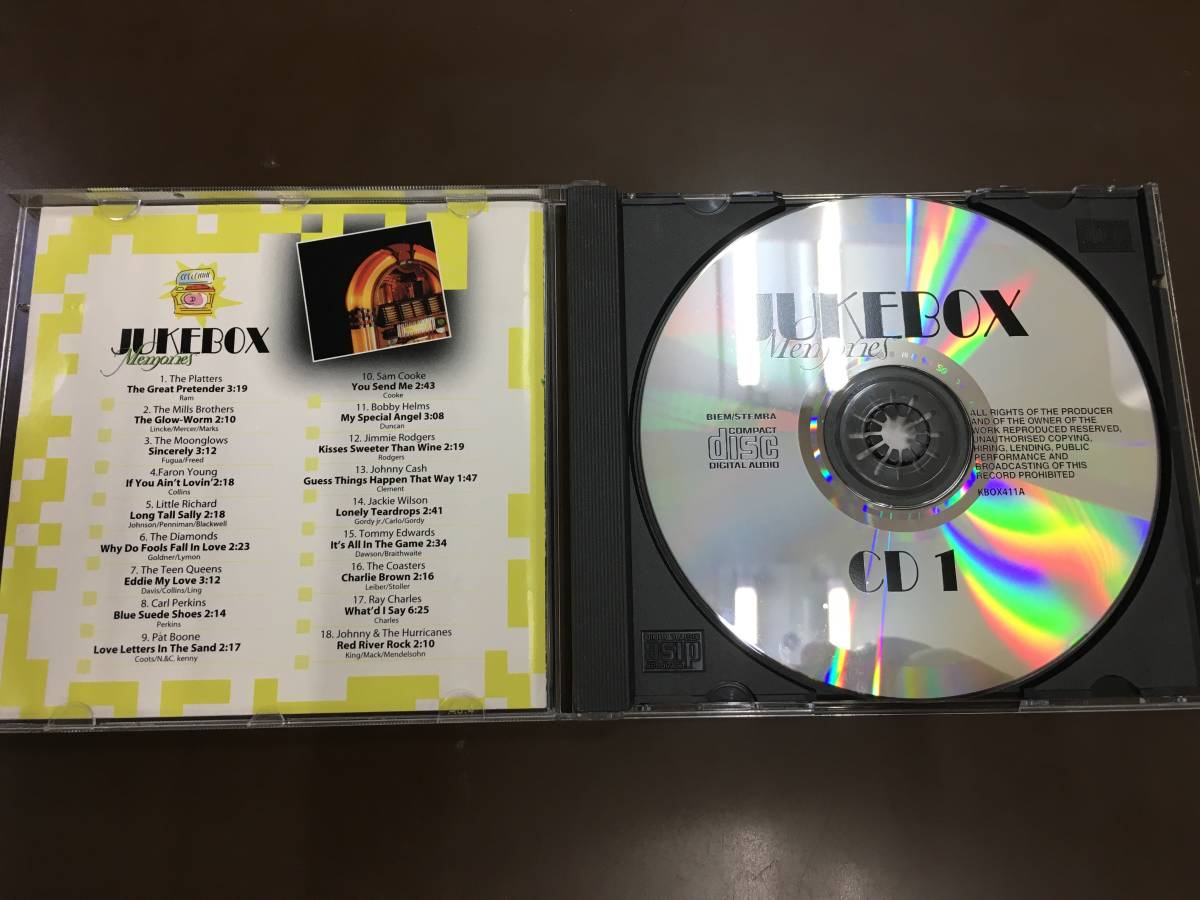 JUKEBOX
Memories
1. The Platters
The Great Pretender 3:19
Ram
2. The Mills Brothers
The Glow-Worm 2:10
Lincke/Mercer/Marks
3. The Moonglows
Sincerely 3:12
Fugua/Freed
4.Faron Young
If You Ain't Lovin'2:18
Collins
5. Little Richard
Long Tall Sally 2:18
Johnson/Penniman/Blackwell
6. The Diamonds
Why Do Fools Fall In Love 2:23
Goldner/Lymon
7. The Teen Queens
Eddie My Love 3:12
Davis/Collins/Ling
8. Carl Perkins
Blue Suede Shoes 2:14
Perkins
9. Pat Boone
Love Letters In The Sand 2:17
Coots/N.&C. kenny
10. Sam Cooke
You Send Me 2:43
Cooke
11. Bobby Helms
My Special Angel 3:08
Duncan
12. Jimmie Rodgers
Kisses Sweeter Than Wine 2:19
Rodgers
13. Johnny Cash
Guess Things Happen That Way 1:47
Clement
14. Jackie Wilson
Lonely Teardrops 2:41
Gordy jr./Carlo/Gordy
15. Tommy Edwards
It's All In The Game 2:34
Dawson/Braithwaite
16. The Coasters
Charlie Brown 2:16
Leiber/Stoller
17. Ray Charles
What'd I Say 6:25
Charles
18. Johnny & The Hurricanes
Red River Rock 2:10
King/Mack/Mendelsohn
JUKEBOX
Memories
BIEM/STEMRA
COMPACT
disc
DIGITAL AUDIO
ALL RIGHTS OF THE PRODUCER
AND OF THE OWNER OF THE
WORK REPRODUCED RESERVED,
UNAUTHORISED COPYING,
HIRING, LENDING, PUBLIC
PERFORMANCE AND
BROADCASTING OF THIS
RECORD PROHIBITED
KBOX411A
CD 1